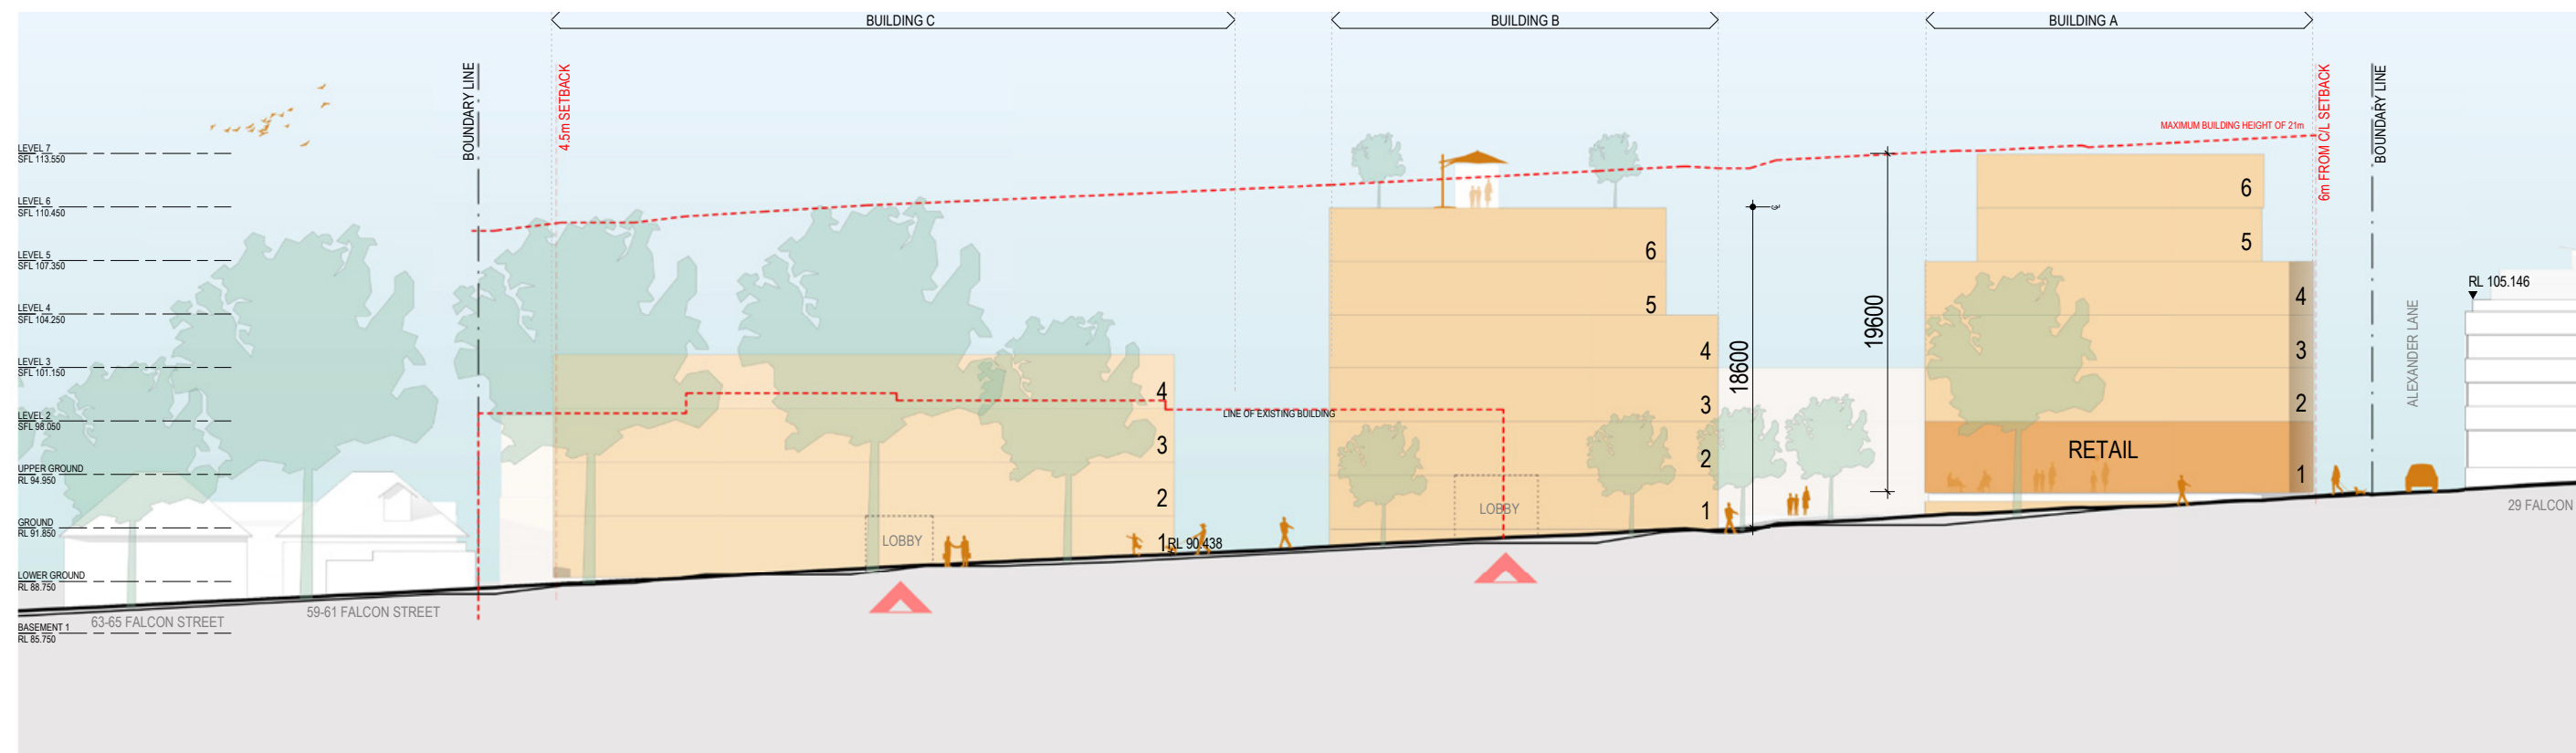 BUILDING C
BUILDING B
BUILDING A
BOUNDARY LINE
4.5m SETBACK
MAXIMUM BUILDING HEIGHT OF 21m
6m FROM C/L SETBACK
BOUNDARY LINE
LEVEL 7
SFL 113.550
LEVEL 6
SFL 110.450
LEVEL 5
SFL 107.350
LEVEL 4
SFL 104.250
LEVEL 3
SFL 101.150
LEVEL 2
SFL 98.050
UPPER GROUND
RL 94.950
GROUND
RL 91.850
LOWER GROUND
RL 88.750
BASEMENT 1
RL 85.750
63-65 FALCON STREET
59-61 FALCON STREET
4
3
2
1
LOBBY
RL 90.438
LINE OF EXISTING BUILDING
6
5
4
3
2
1
LOBBY
18600
19600
6
5
4
3
2
1
RETAIL
ALEXANDER LANE
RL 105.146
29 FALCON